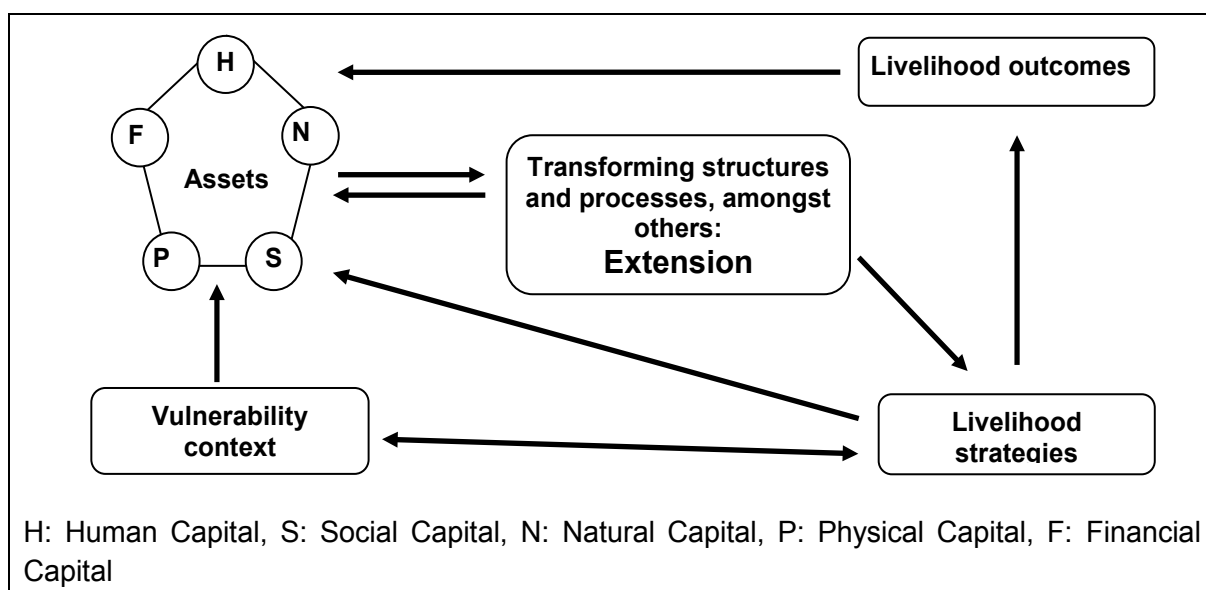 H
Livelihood outcomes
F
N
Assets
Transforming structures
and processes, amongst
others:
Extension
P
S
Vulnerability
context
Livelihood
strategies
H: Human Capital, S: Social Capital, N: Natural Capital, P: Physical Capital, F: Financial
Capital